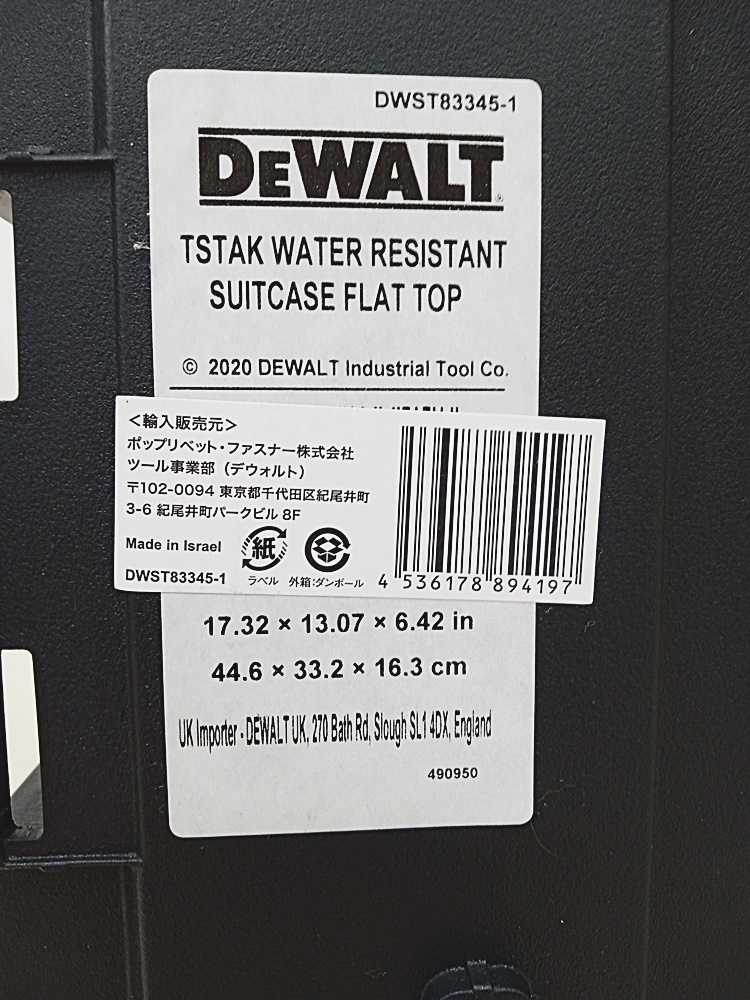 DWST83345-1
DEWALT
TSTAK WATER RESISTANT
SUITCASE FLAT TOP
© 2020 DEWALT Industrial Tool Co.
<輸入販売元>
ポップリベット・ファスナー株式会社
ツール事業部（デウォルト）
〒102-0094 東京都千代田区紀尾井町
3-6 紀尾井町パークビル 8F
Made in Israel
紙
DWST83345-1
ラベル
外箱:ダンボール
4 536178 894197
17.32 × 13.07 × 6.42 in
44.6 × 33.2 × 16.3 cm
UK Importer - DEWALT UK, 270 Bath Rd, Slough SL1 4DX, England
490950